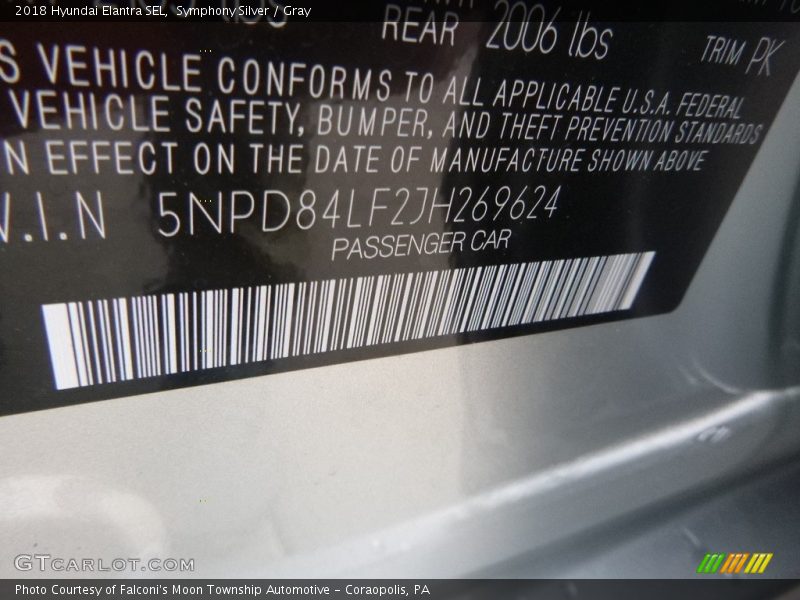 2018 Hyundai Elantra SEL, Symphony Silver / Gray
REAR 2006 lbs
TRIM PK
S VEHICLE CONFORMS TO ALL APPLICABLE U.S.A. FEDERAL
VEHICLE SAFETY, BUMPER, AND THEFT PREVENTION STANDARDS
N EFFECT ON THE DATE OF MANUFACTURE SHOWN ABOVE
V.I.N 5NPD84LF2JH269624
PASSENGER CAR
GTCARLOT.COM
Photo Courtesy of Falconi's Moon Township Automotive – Coraopolis, PA